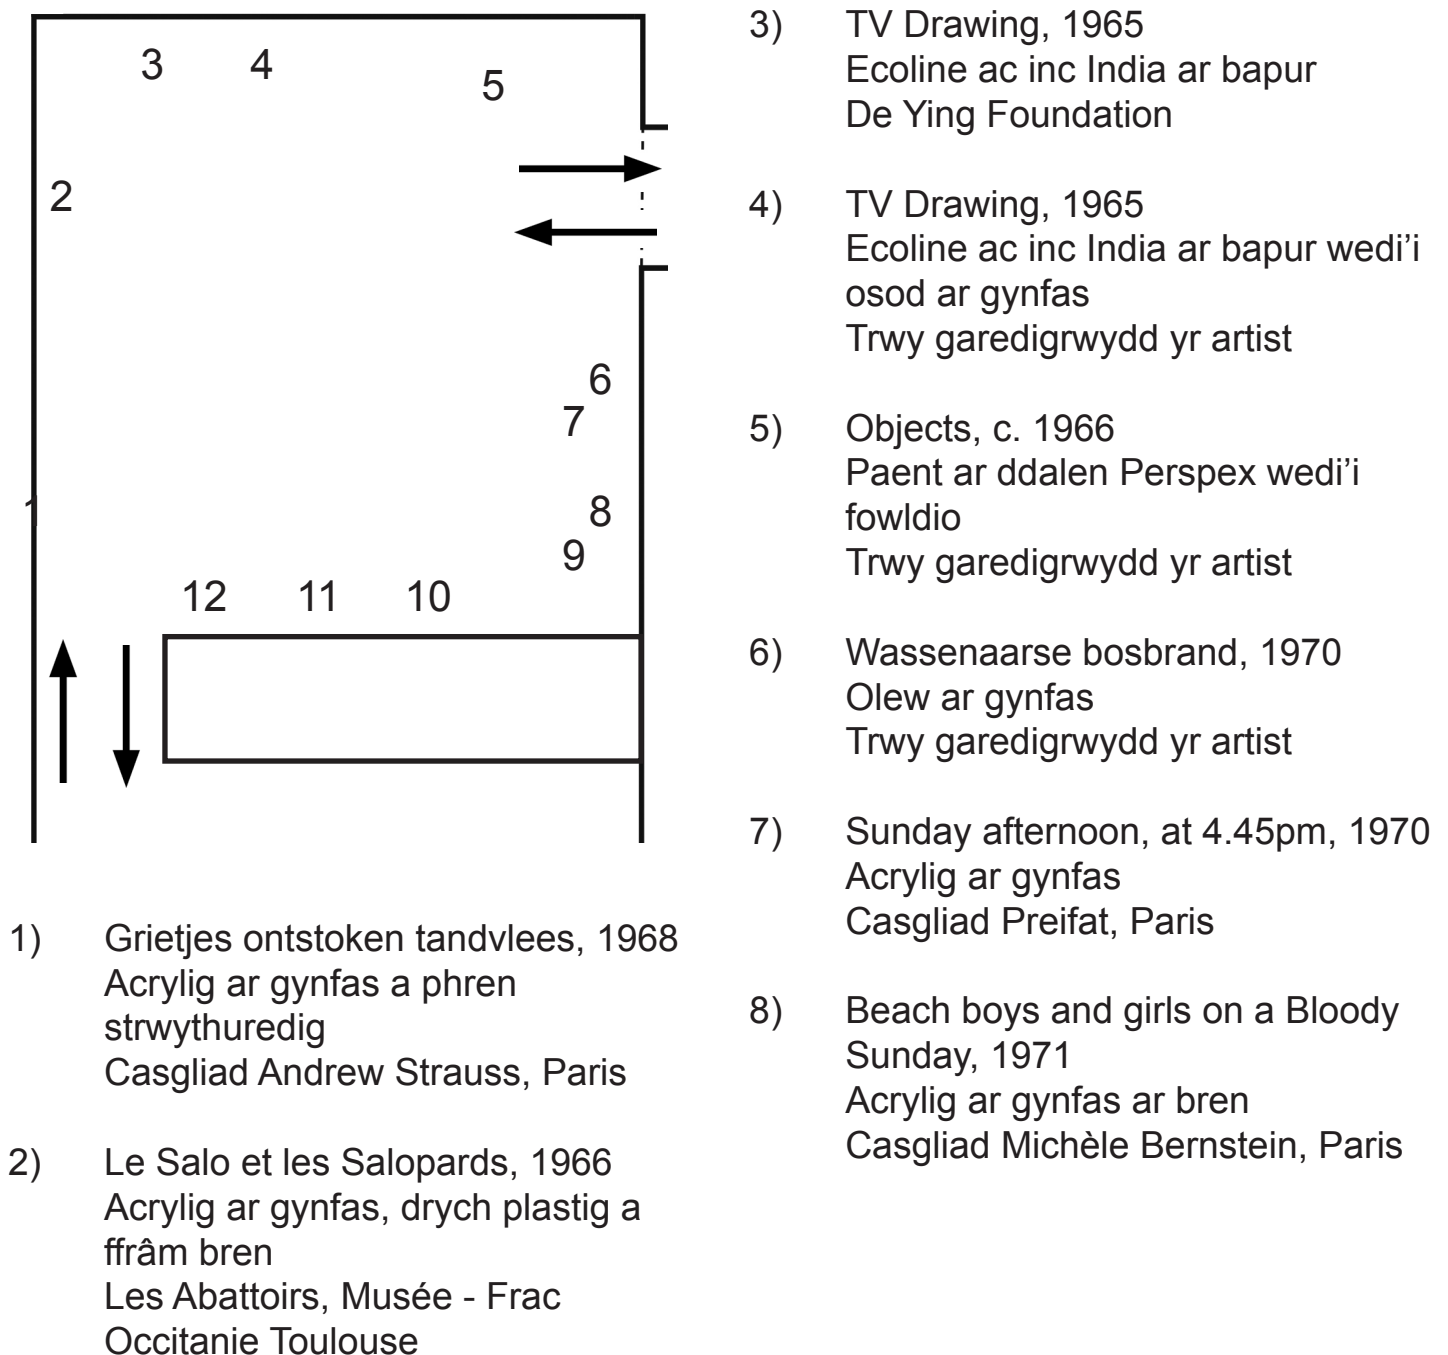 3 4
5
2
6
7
1
8
9
12 11 10
1) Grietjes ontstoken tandvlees, 1968
Acrylig ar gynfas a phren
strwythuredig
Casgliad Andrew Strauss, Paris
2) Le Salo et les Salopards, 1966
Acrylig ar gynfas, drych plastig a
ffrâm bren
Les Abattoirs, Musée - Frac
Occitanie Toulouse
3) TV Drawing, 1965
Ecoline ac inc India ar bapur
De Ying Foundation
4) TV Drawing, 1965
Ecoline ac inc India ar bapur wedi’i
osod ar gynfas
Trwy garedigrwydd yr artist
5) Objects, c. 1966
Paent ar ddalen Perspex wedi’i
fowldio
Trwy garedigrwydd yr artist
6) Wassenaarse bosbrand, 1970
Olew ar gynfas
Trwy garedigrwydd yr artist
7) Sunday afternoon, at 4.45pm, 1970
Acrylig ar gynfas
Casgliad Preifat, Paris
8) Beach boys and girls on a Bloody
Sunday, 1971
Acrylig ar gynfas ar bren
Casgliad Michèle Bernstein, Paris